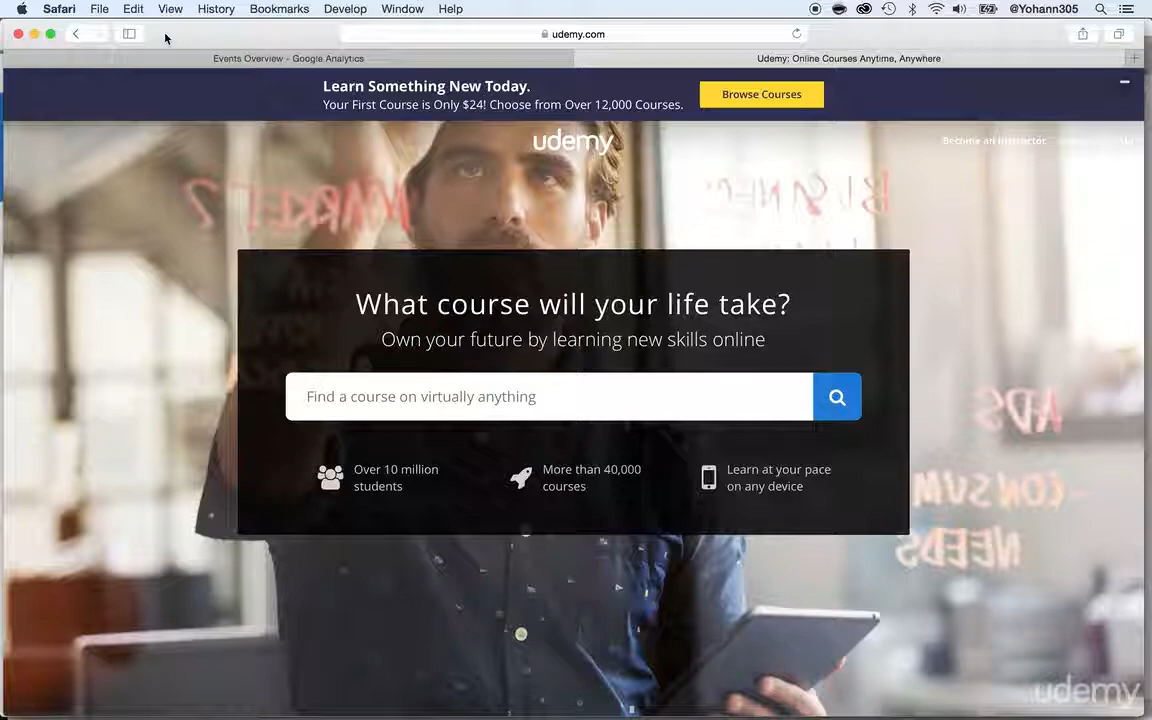 Safari File Edit View History Bookmarks Develop Window Help @Yohann305
udemy.com
Events Overview - Google Analytics Udemy: Online Courses Anytime, Anywhere
Learn Something New Today.
Your First Course is Only $24! Choose from Over 12,000 Courses.
Browse Courses
udemy
Become an Instructor
MARKET?
What course will your life take?
Own your future by learning new skills online
Find a course on virtually anything
Over 10 million
students
More than 40,000
courses
Learn at your pace
on any device
ADS
- CONSUM
NEEDS
udemy